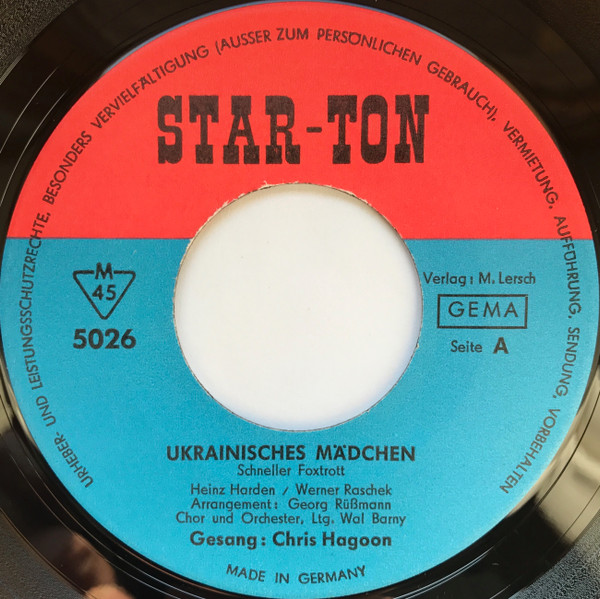 URHEBER- UND LEISTUNGSSCHUTZRECHTE, BESONDERS VERVIELFÄLTIGUNG (AUSSER ZUM PERSÖNLICHEN GEBRAUCH), VERMIETUNG, AUFFÜHRUNG, SENDUNG, VORBEHALTEN
STAR-TON
M
45
5026
Verlag: M. Lersch
GEMA
Seite A
UKRAINISCHES MÄDCHEN
Schneller Foxtrott
Heinz Harden / Werner Raschek
Arrangement: Georg Rüßmann
Chor und Orchester, Ltg. Wal Barny
Gesang: Chris Hagoon
MADE IN GERMANY